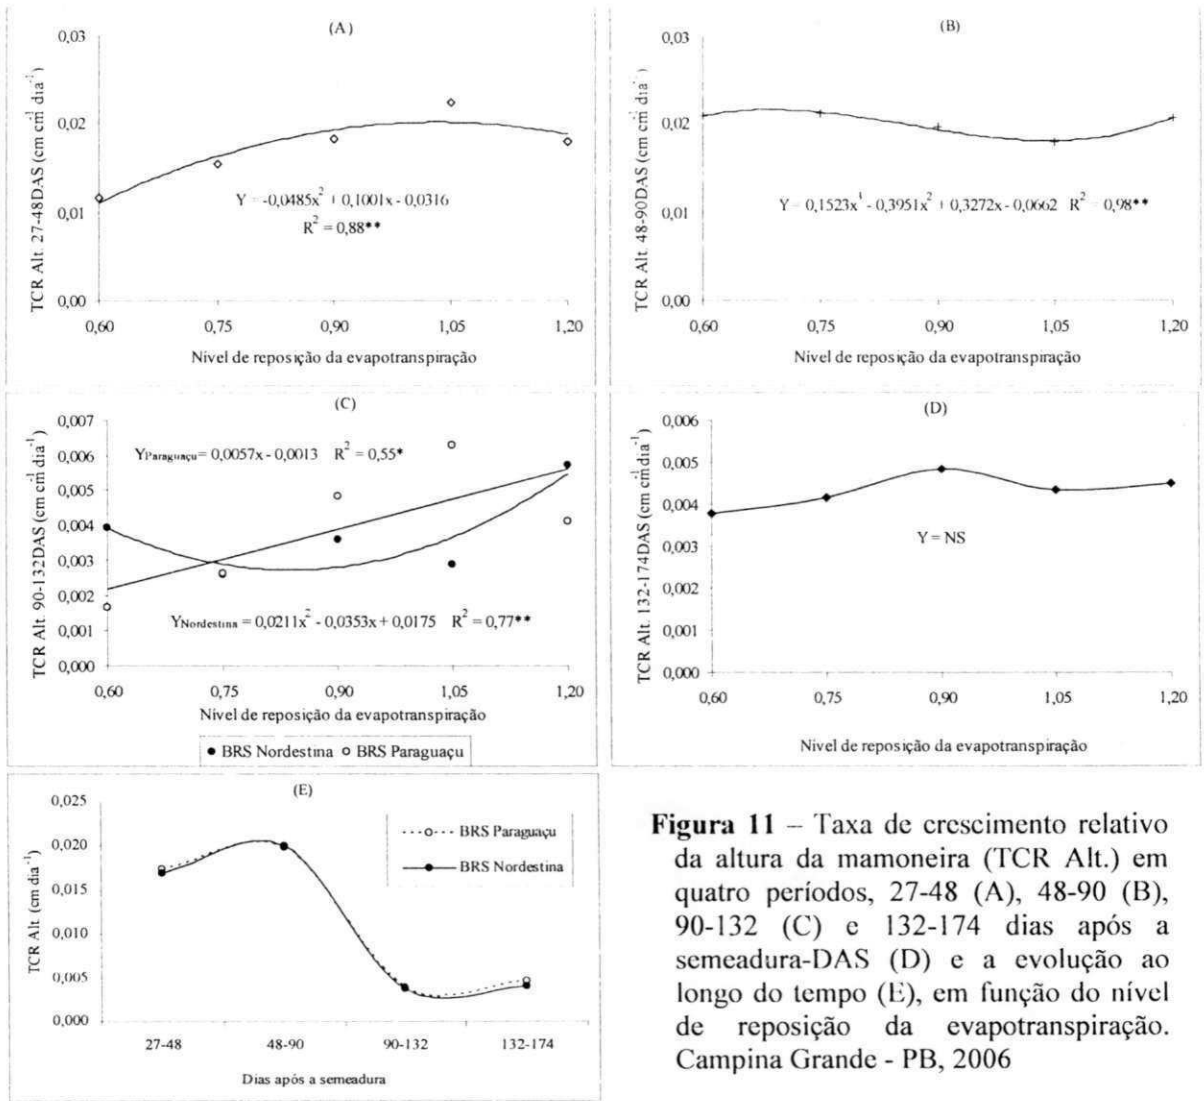 (A)
TCR Alt. 27-48DAS (cm cm⁻¹ dia⁻¹)
0,03
0,02
0,01
0,00
Y = -0,0485x² + 0,1001x - 0,0316
R² = 0,88**
0,60 0,75 0,90 1,05 1,20
Nível de reposição da evapotranspiração
(B)
TCR Alt. 48-90DAS (cm cm⁻¹ dia⁻¹)
0,03
0,02
0,01
0,00
Y = 0,1523x³ - 0,3951x² + 0,3272x - 0,0662 R² = 0,98**
0,60 0,75 0,90 1,05 1,20
Nível de reposição da evapotranspiração
(C)
TCR Alt. 90-132DAS (cm cm⁻¹ dia⁻¹)
0,007
0,006
0,005
0,004
0,003
0,002
0,001
0,000
YParaguaçu = 0,0057x - 0,0013 R² = 0,55*
YNordestina = 0,0211x² - 0,0353x + 0,0175 R² = 0,77**
0,60 0,75 0,90 1,05 1,20
Nível de reposição da evapotranspiração
● BRS Nordestina ○ BRS Paraguaçu
(D)
TCR Alt. 132-174DAS (cm cm⁻¹ dia⁻¹)
0,006
0,005
0,004
0,003
0,002
0,001
0,000
Y = NS
0,60 0,75 0,90 1,05 1,20
Nível de reposição da evapotranspiração
(E)
TCR Alt. (cm dia⁻¹)
0,025
0,020
0,015
0,010
0,005
0,000
BRS Paraguaçu
BRS Nordestina
27-48 48-90 90-132 132-174
Dias após a semeadura
Figura 11 – Taxa de crescimento relativo
da altura da mamoneira (TCR Alt.) em
quatro períodos, 27-48 (A), 48-90 (B),
90-132 (C) e 132-174 dias após a
semeadura-DAS (D) e a evolução ao
longo do tempo (E), em função do nível
de reposição da evapotranspiração.
Campina Grande - PB, 2006